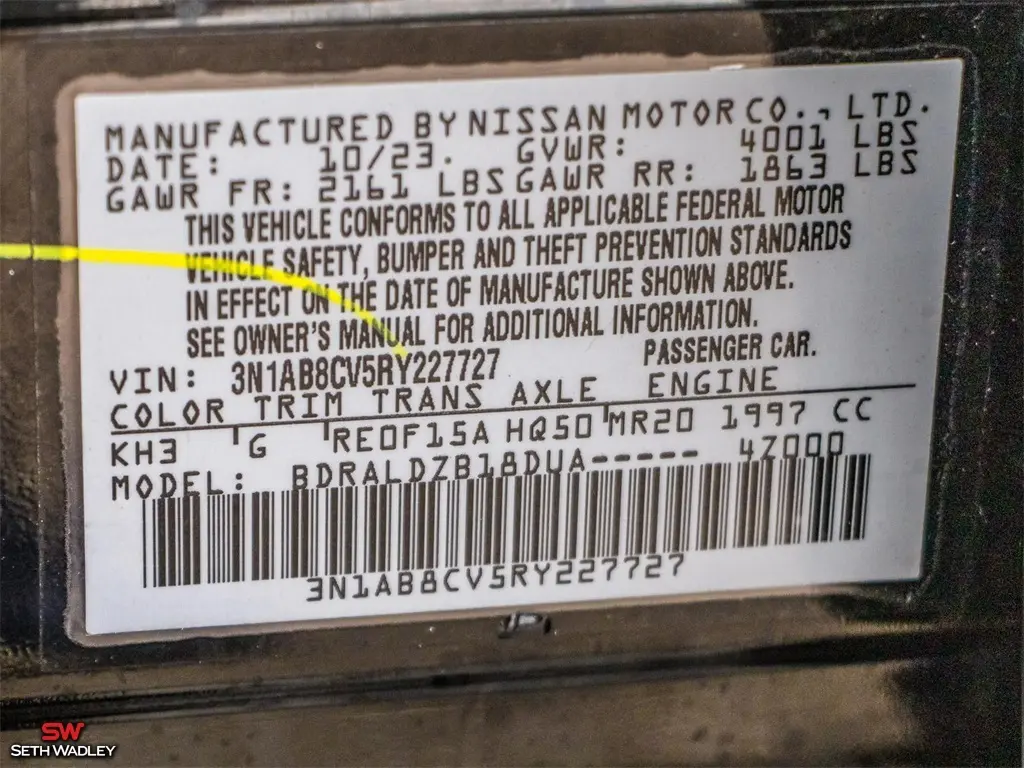 MANUFACTURED BY NISSAN MOTOR CO., LTD.
DATE: 10/23. GVWR: 4001 LBS
GAWR FR: 2161 LBS GAWR RR: 1863 LBS
THIS VEHICLE CONFORMS TO ALL APPLICABLE FEDERAL MOTOR
VEHICLE SAFETY, BUMPER AND THEFT PREVENTION STANDARDS
IN EFFECT ON THE DATE OF MANUFACTURE SHOWN ABOVE.
SEE OWNER'S MANUAL FOR ADDITIONAL INFORMATION.
VIN: 3N1AB8CV5RY227727 PASSENGER CAR.
COLOR TRIM TRANS AXLE ENGINE
KH3 G RE0F15A HQ50 MR20 1997 CC
MODEL: BDRALDZB18DUA----- 4Z000
3N1AB8CV5RY227727
SW
SETH WADLEY